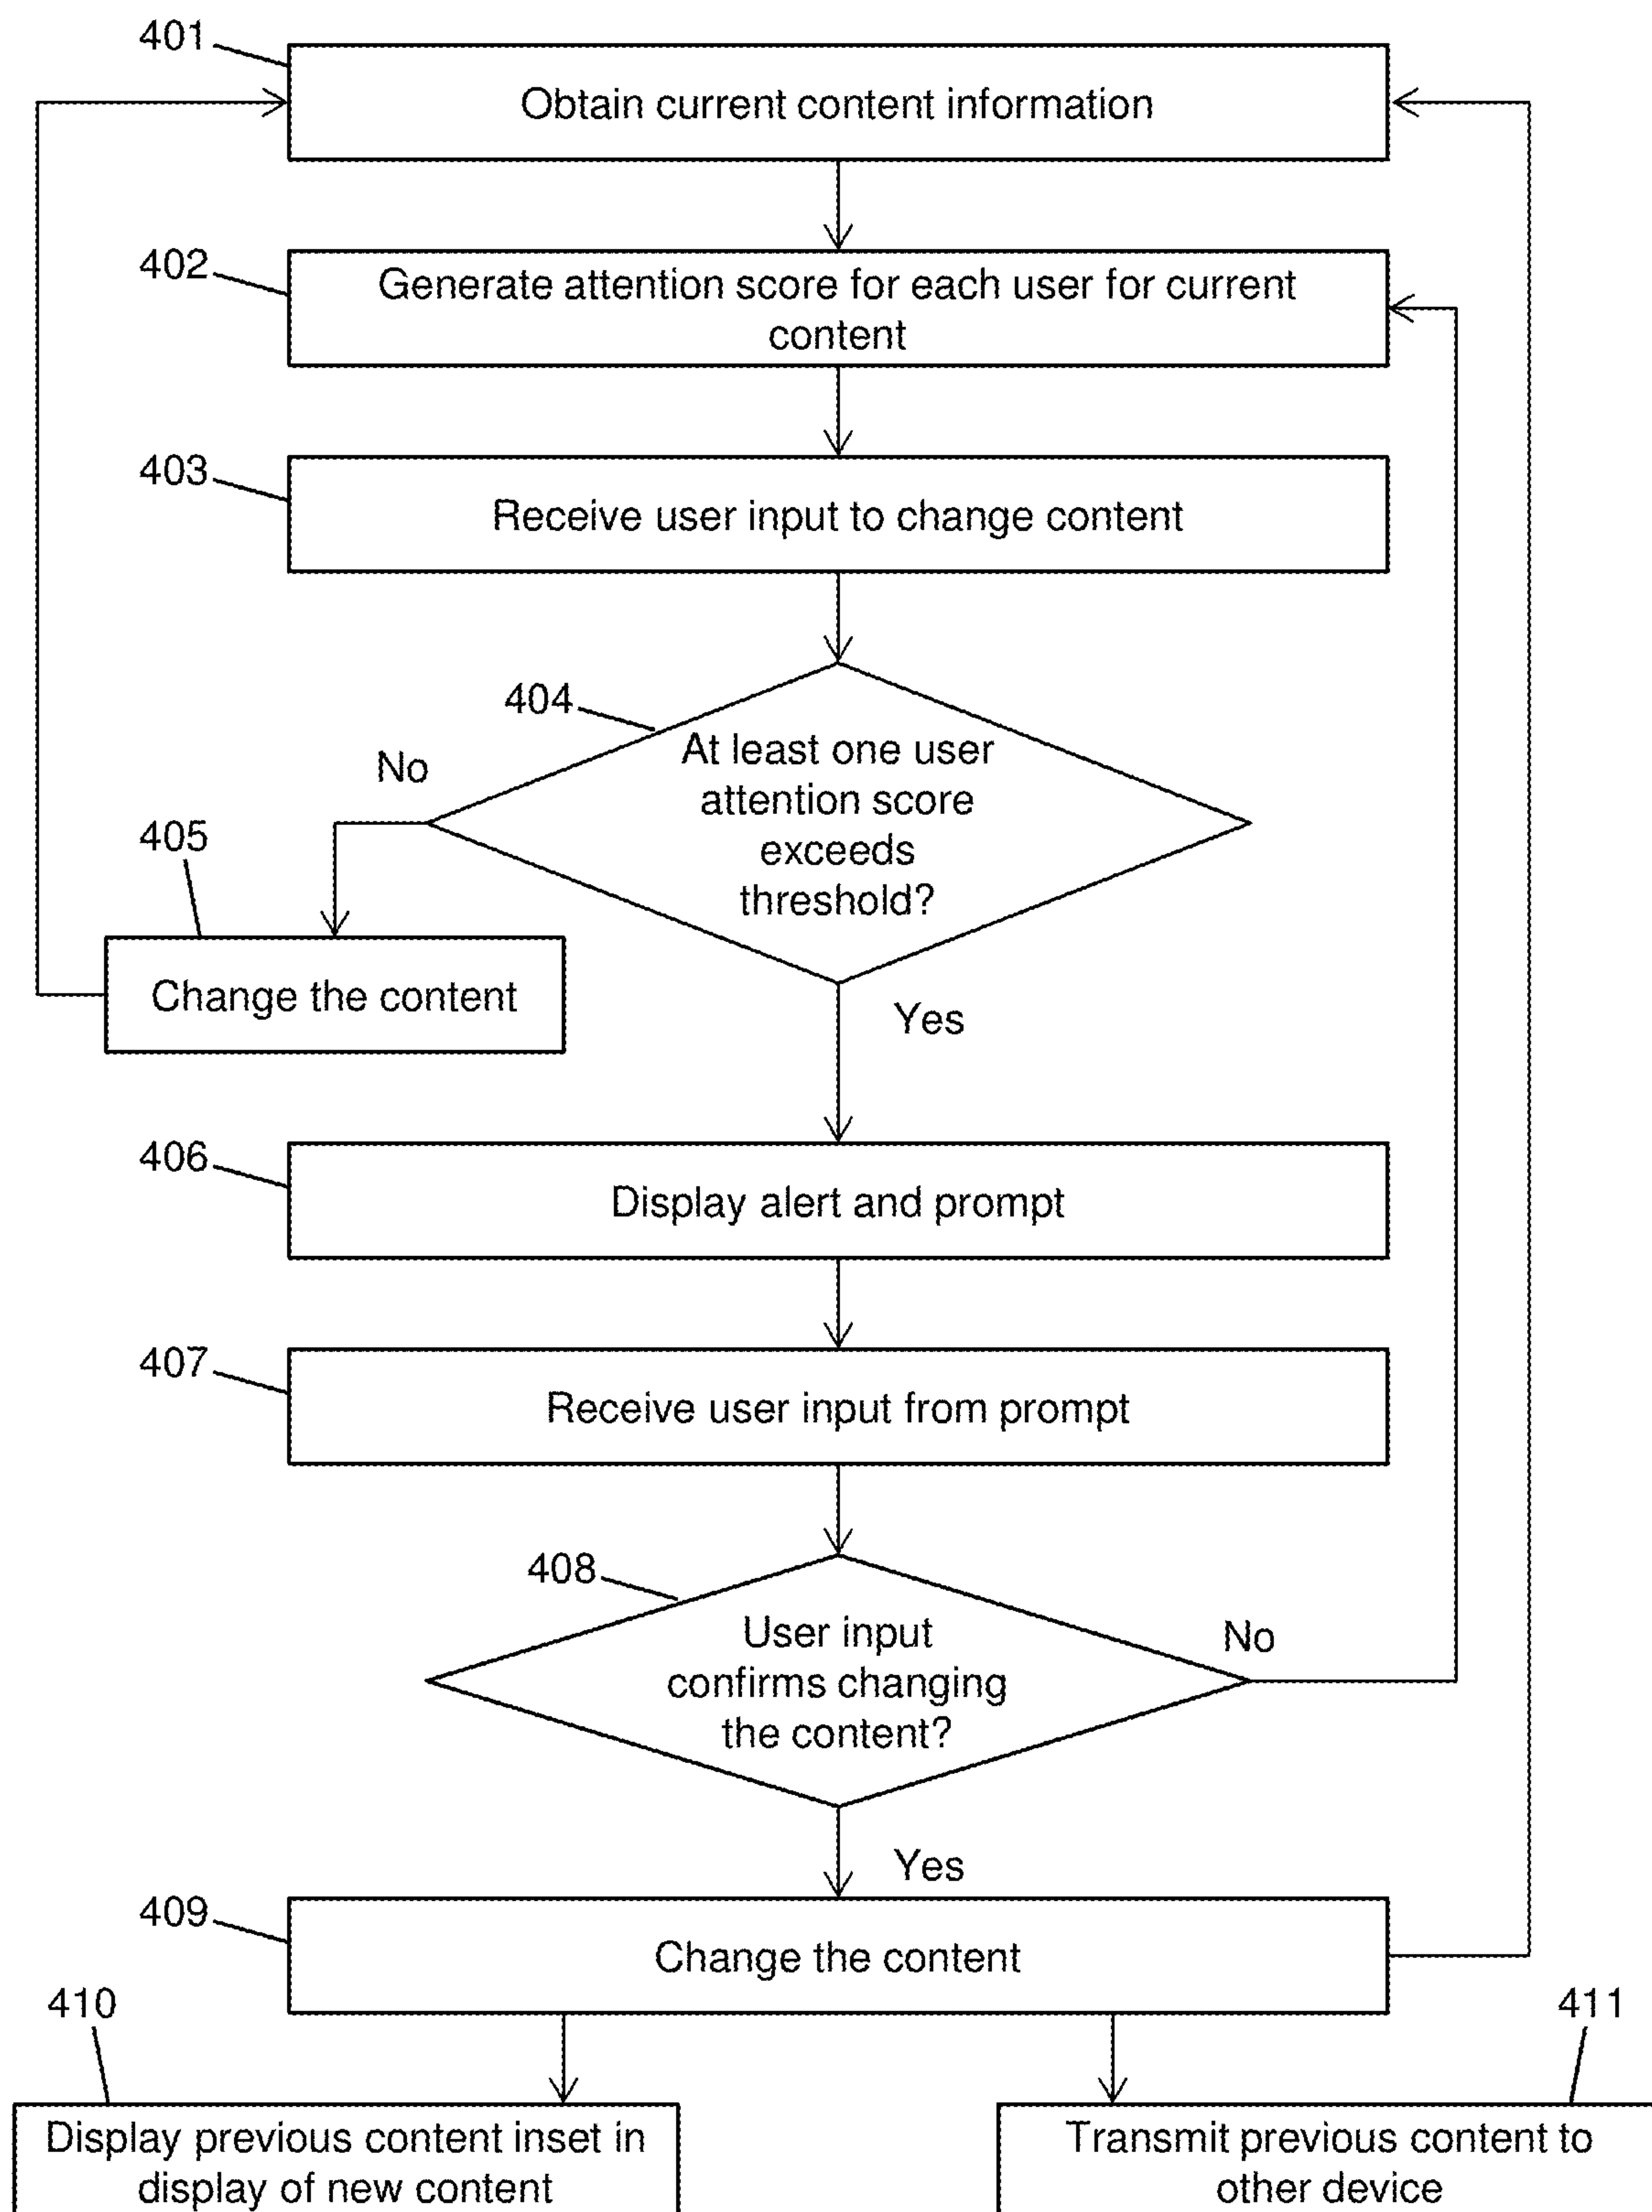 401
Obtain current content information
402
Generate attention score for each user for current
content
403
Receive user input to change content
404
At least one user
attention score
exceeds
threshold?
No
405
Change the content
Yes
406
Display alert and prompt
407
Receive user input from prompt
408
User input
confirms changing
the content?
No
Yes
409
Change the content
410
411
Display previous content inset in
display of new content
Transmit previous content to
other device